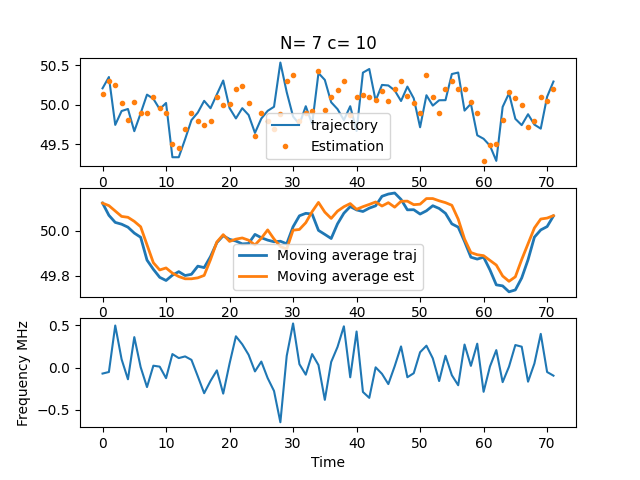 N= 7 c= 10
50.5
50.0
49.5
trajectory
Estimation
0 10 20 30 40 50 60 70
50.0
49.8
Moving average traj
Moving average est
0 10 20 30 40 50 60 70
Frequency MHz
0.5
0.0
−0.5
0 10 20 30 40 50 60 70
Time